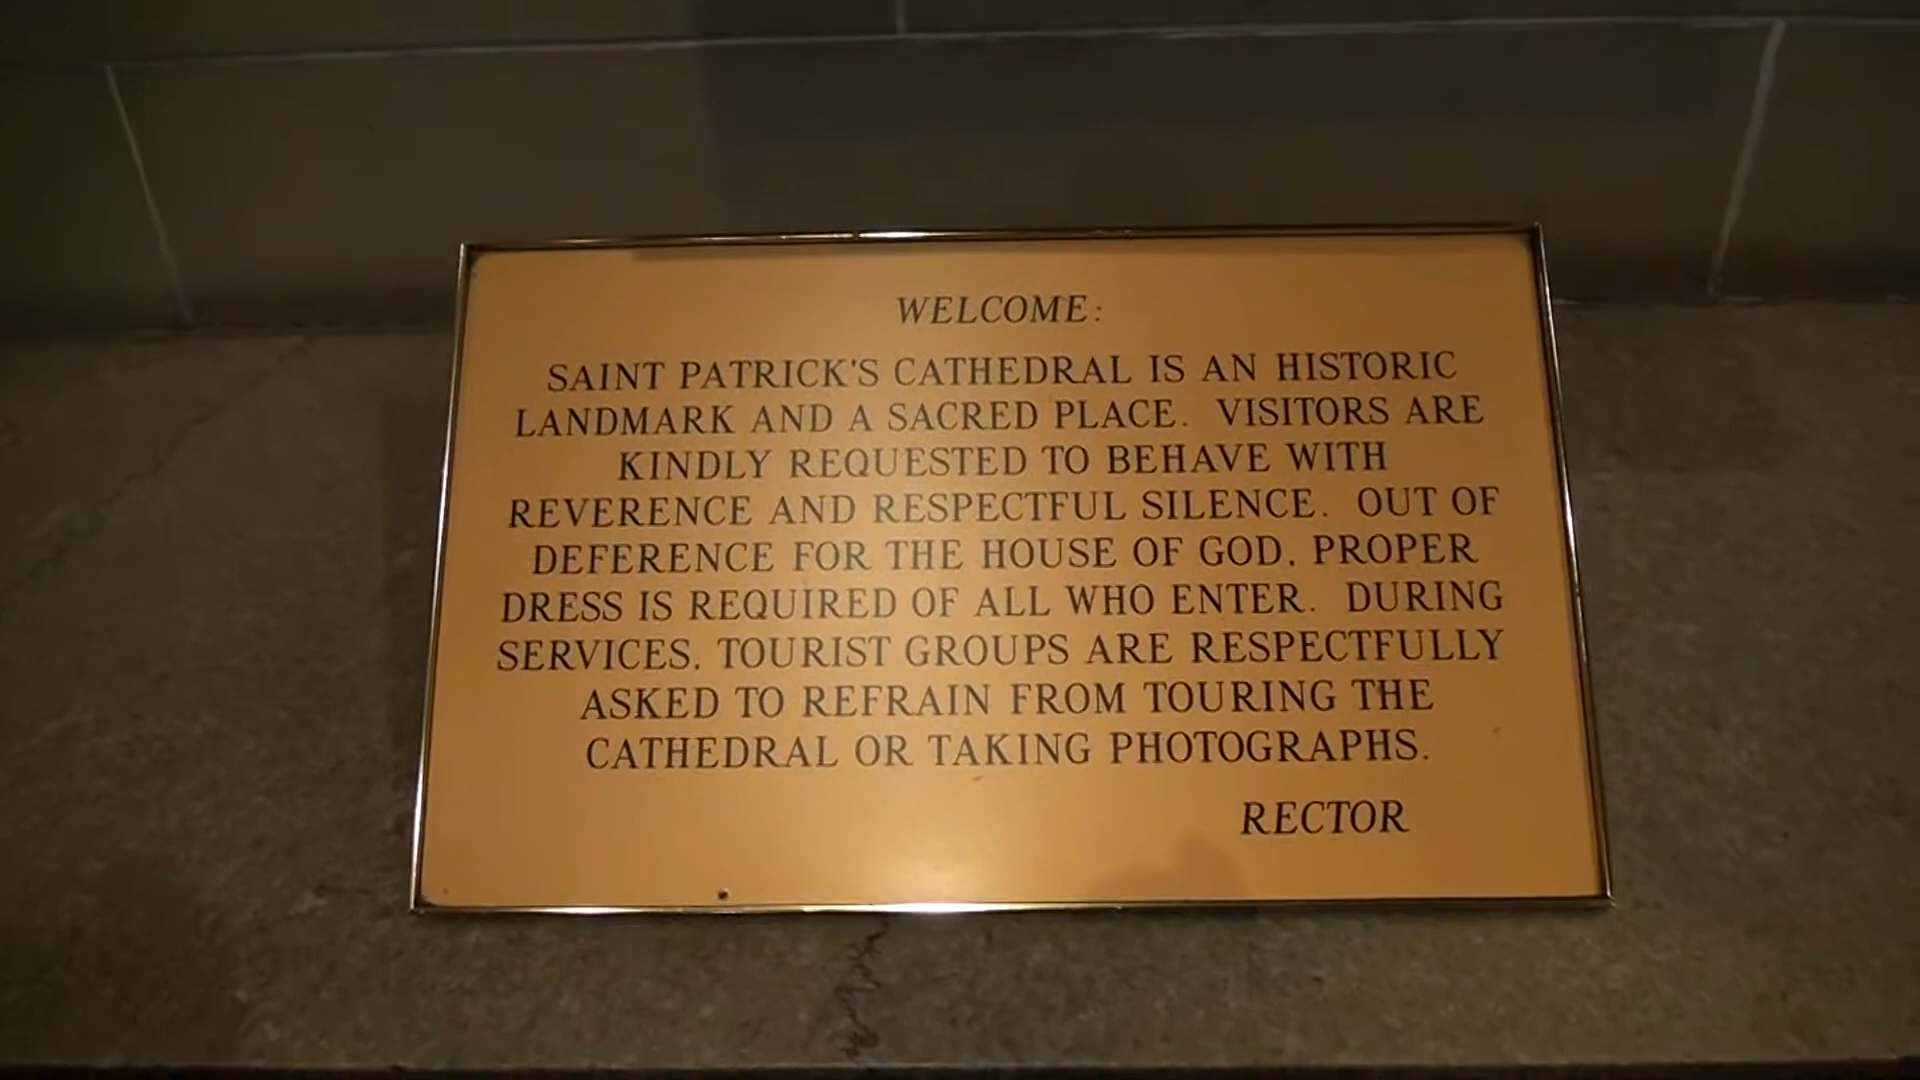 WELCOME:
SAINT PATRICK'S CATHEDRAL IS AN HISTORIC
LANDMARK AND A SACRED PLACE. VISITORS ARE
KINDLY REQUESTED TO BEHAVE WITH
REVERENCE AND RESPECTFUL SILENCE. OUT OF
DEFERENCE FOR THE HOUSE OF GOD, PROPER
DRESS IS REQUIRED OF ALL WHO ENTER. DURING
SERVICES, TOURIST GROUPS ARE RESPECTFULLY
ASKED TO REFRAIN FROM TOURING THE
CATHEDRAL OR TAKING PHOTOGRAPHS.
RECTOR